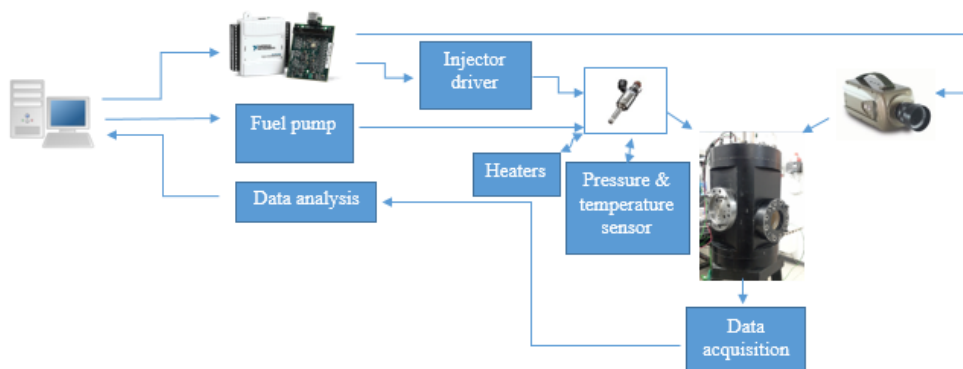 Injector
driver
Fuel pump
Heaters
Pressure &
temperature
sensor
Data analysis
Data
acquisition